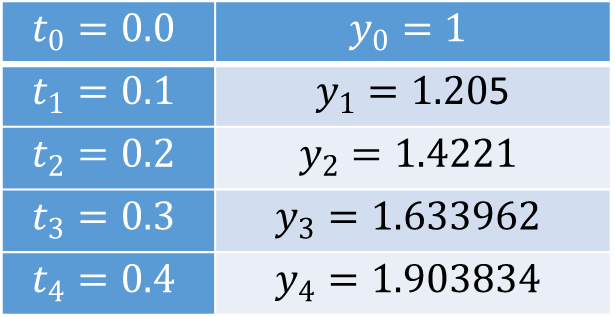 t₀ = 0.0 y₀ = 1
t₁ = 0.1 y₁ = 1.205
t₂ = 0.2 y₂ = 1.4221
t₃ = 0.3 y₃ = 1.633962
t₄ = 0.4 y₄ = 1.903834